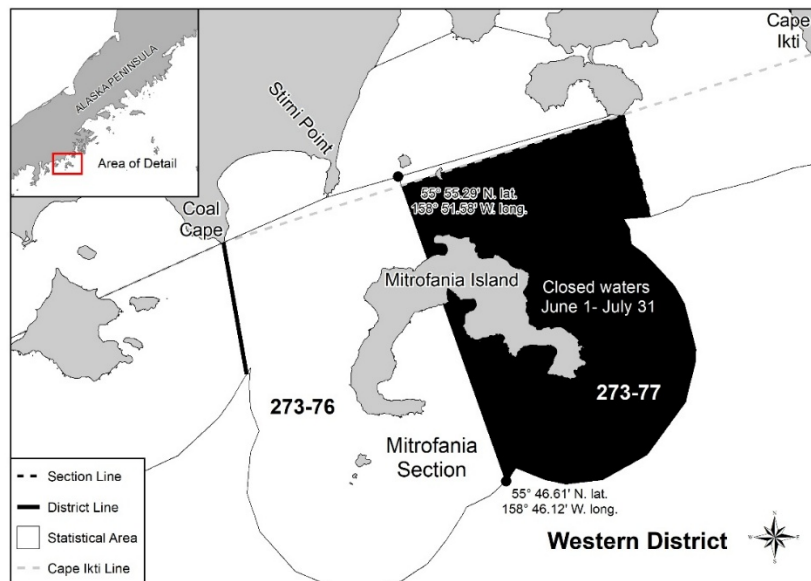 ALASKA PENINSULA
Area of Detail
Cape
Ikti
Stirni Point
55° 55.29' N. lat.
158° 51.58' W. long.
Coal
Cape
Mitrofania Island
Closed waters
June 1- July 31
273-76
273-77
Mitrofania
Section
55° 46.61' N. lat.
158° 46.12' W. long.
Western District
N
W
E
S
Section Line
District Line
Statistical Area
Cape Ikti Line